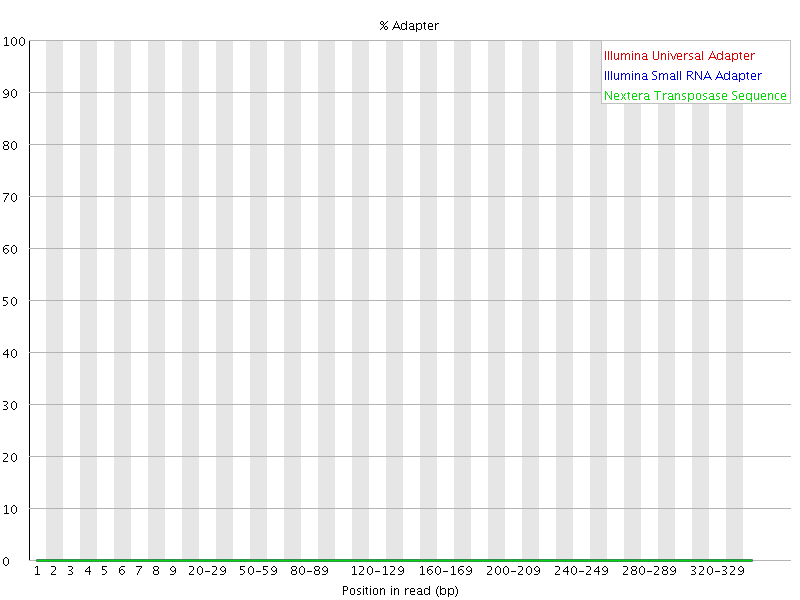 % Adapter
100
90
80
70
60
50
40
30
20
10
0
Illumina Universal Adapter
Illumina Small RNA Adapter
Nextera Transposase Sequence
1 2 3 4 5 6 7 8 9 20-29 50-59 80-89 120-129 160-169 200-209 240-249 280-289 320-329
Position in read (bp)